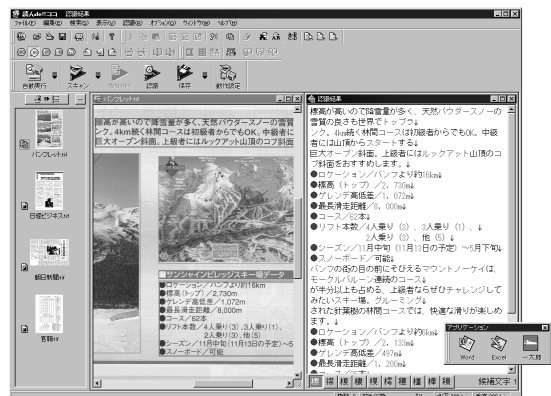 読んde!!ココ 認識結果
ファイル(F) 編集(E) 検索(S) 表示(V) 認識(R) オプション(O) ウィンドウ(W) ヘルプ(H)
自動実行 スキャン 認識 保存 動作設定
パンフレット.rrt
日経ビジネス.rrt
朝日新聞.rrt
官報.rrt
パンフレット.rrt
標高が高いので降雪量が多く、天然パウダースノーの
雪質の良さも世界でトップラ
ンク。4km続く林間コースは初級者からでもOK。中級者に
巨大オープン斜面。上級者にはルックアット山頂のコブ斜面
■サンシャインビレッジスキー場データ
●ロケーション/バンフより約16km
●標高(トップ)/2,730m
●ゲレンデ高低差/1,072m
●最長滑走距離/8,000m
●コース/62本
●リフト本数/4人乗り(3)、3人乗り(1)、
2人乗り(3)、他(5)
●シーズン/11月中旬(11月13日の予定)~5
●スノーボード/可能
認識結果
標高が高いので降雪量が多く、天然パウダースノーの
雪質の良さも世界でトップラ↓
ンク。4km続く林間コースは初級者からでもOK。中級
者には山頂からスタートする↓
巨大オープン斜面。上級者にはルックアット山頂のコ
ブ斜面をおすすめします。↓
●ロケーション/バンフより約16km↓
●標高(トップ)/2,730m↓
●ゲレンデ高低差/1,072m↓
●最長滑走距離/8,000m↓
●コース/62本↓
●リフト本数/4人乗り(3)、3人乗り(1)、↓
2人乗り(3)、他(5)↓
●シーズン/11月中旬(11月13日の予定)~5月下旬↓
●スノーボード/可能↓
バンフの街の目の前にそびえるマウントノーケイは、
モークルバーン連続のコース↓
が半分以上も占める、上級者ならぜひチャレンジして
みたいスキー場。グルーミング↓
された針葉樹の林間コースでは、快適な滑りが楽しめ
ます。↓
●ロケーション/バンフより約6km↓
●標高(トップ)/2,133m↓
●ゲレンデ高低差/497m↓
●最長滑走距離/1,200m↓
アプリケーション
Word Excel 一太郎
候補文字 1